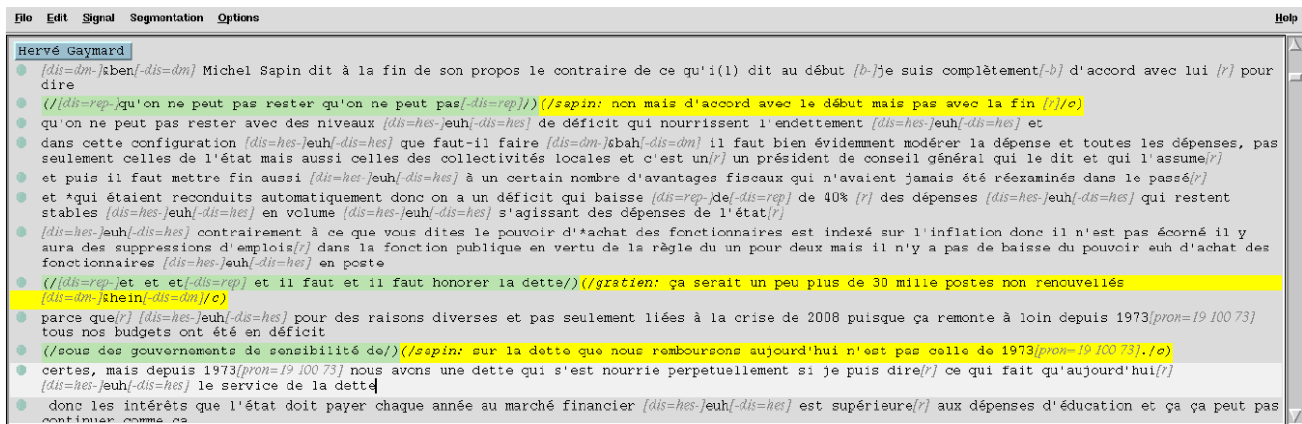 File Edit Signal Segmentation Options Help
Hervé Gaymard
[dis=dm-]&ben[-dis=dm] Michel Sapin dit à la fin de son propos le contraire de ce qu'i(l) dit au début [b-]je suis complètement[-b] d'accord avec lui [r] pour
dire
(/[dis=rep-]qu'on ne peut pas rester qu'on ne peut pas[-dis=rep]/)(/sapin: non mais d'accord avec le début mais pas avec la fin [r]/c)
qu'on ne peut pas rester avec des niveaux [dis=hes-]euh[-dis=hes] de déficit qui nourrissent l'endettement [dis=hes-]euh[-dis=hes] et
dans cette configuration [dis=hes-]euh[-dis=hes] que faut-il faire [dis=dm-]&bah[-dis=dm] il faut bien évidemment modérer la dépense et toutes les dépenses, pas
seulement celles de l'état mais aussi celles des collectivités locales et c'est un[r] un président de conseil général qui le dit et qui l'assume[r]
et puis il faut mettre fin aussi [dis=hes-]euh[-dis=hes] à un certain nombre d'avantages fiscaux qui n'avaient jamais été réexaminés dans le passé[r]
et *qui étaient reconduits automatiquement donc on a un déficit qui baisse [dis=rep-]de[-dis=rep] de 40% [r] des dépenses [dis=hes-]euh[-dis=hes] qui restent
stables [dis=hes-]euh[-dis=hes] en volume [dis=hes-]euh[-dis=hes] s'agissant des dépenses de l'état[r]
[dis=hes-]euh[-dis=hes] contrairement à ce que vous dites le pouvoir d'*achat des fonctionnaires est indexé sur l'inflation donc il n'est pas écorné il y
aura des suppressions d'emplois[r] dans la fonction publique en vertu de la règle du un pour deux mais il n'y a pas de baisse du pouvoir euh d'achat des
fonctionnaires [dis=hes-]euh[-dis=hes] en poste
(/[dis=rep-]et et et[-dis=rep] et il faut et il faut honorer la dette/)(/gratien: ça serait un peu plus de 30 mille postes non renouvellés
[dis=dm-]&hein[-dis=dm]/c)
parce que[r] [dis=hes-]euh[-dis=hes] pour des raisons diverses et pas seulement liées à la crise de 2008 puisque ça remonte à loin depuis 1973[pron=19 100 73]
tous nos budgets ont été en déficit
(/sous des gouvernements de sensibilité de/)(/sapin: sur la dette que nous remboursons aujourd'hui n'est pas celle de 1973[pron=19 100 73]./c)
certes, mais depuis 1973[pron=19 100 73] nous avons une dette qui s'est nourrie perpetuellement si je puis dire[r] ce qui fait qu'aujourd'hui[r]
[dis=hes-]euh[-dis=hes] le service de la dette
donc les intérêts que l'état doit payer chaque année au marché financier [dis=hes-]euh[-dis=hes] est supérieure[r] aux dépenses d'éducation et ça ça peut pas
continuer comme ça